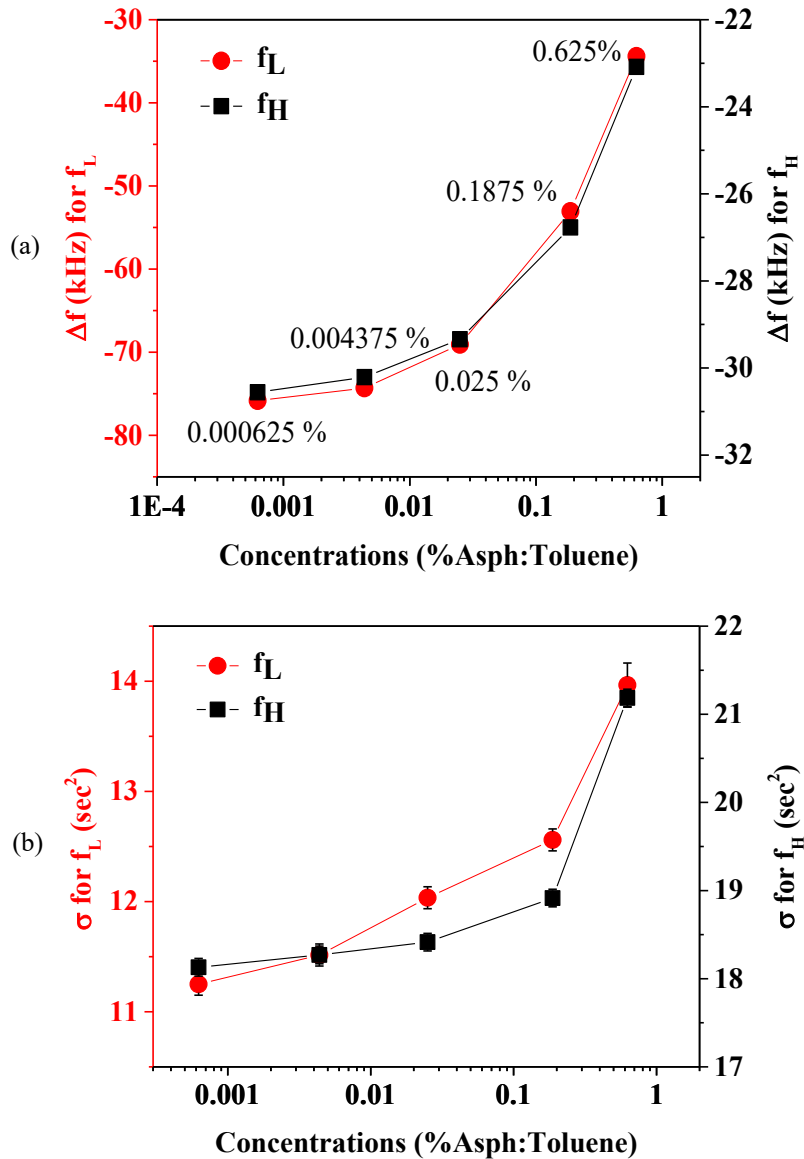 -30
-40
-50
-60
-70
-80
Δf (kHz) for f_L
(a)
f_L
f_H
0.625%
0.1875 %
0.004375 %
0.025 %
0.000625 %
-22
-24
-26
-28
-30
-32
Δf (kHz) for f_H
1E-4 0.001 0.01 0.1 1
Concentrations (%Asph:Toluene)
14
13
12
11
σ for f_L (sec²)
(b)
f_L
f_H
22
21
20
19
18
17
σ for f_H (sec²)
0.001 0.01 0.1 1
Concentrations (%Asph:Toluene)